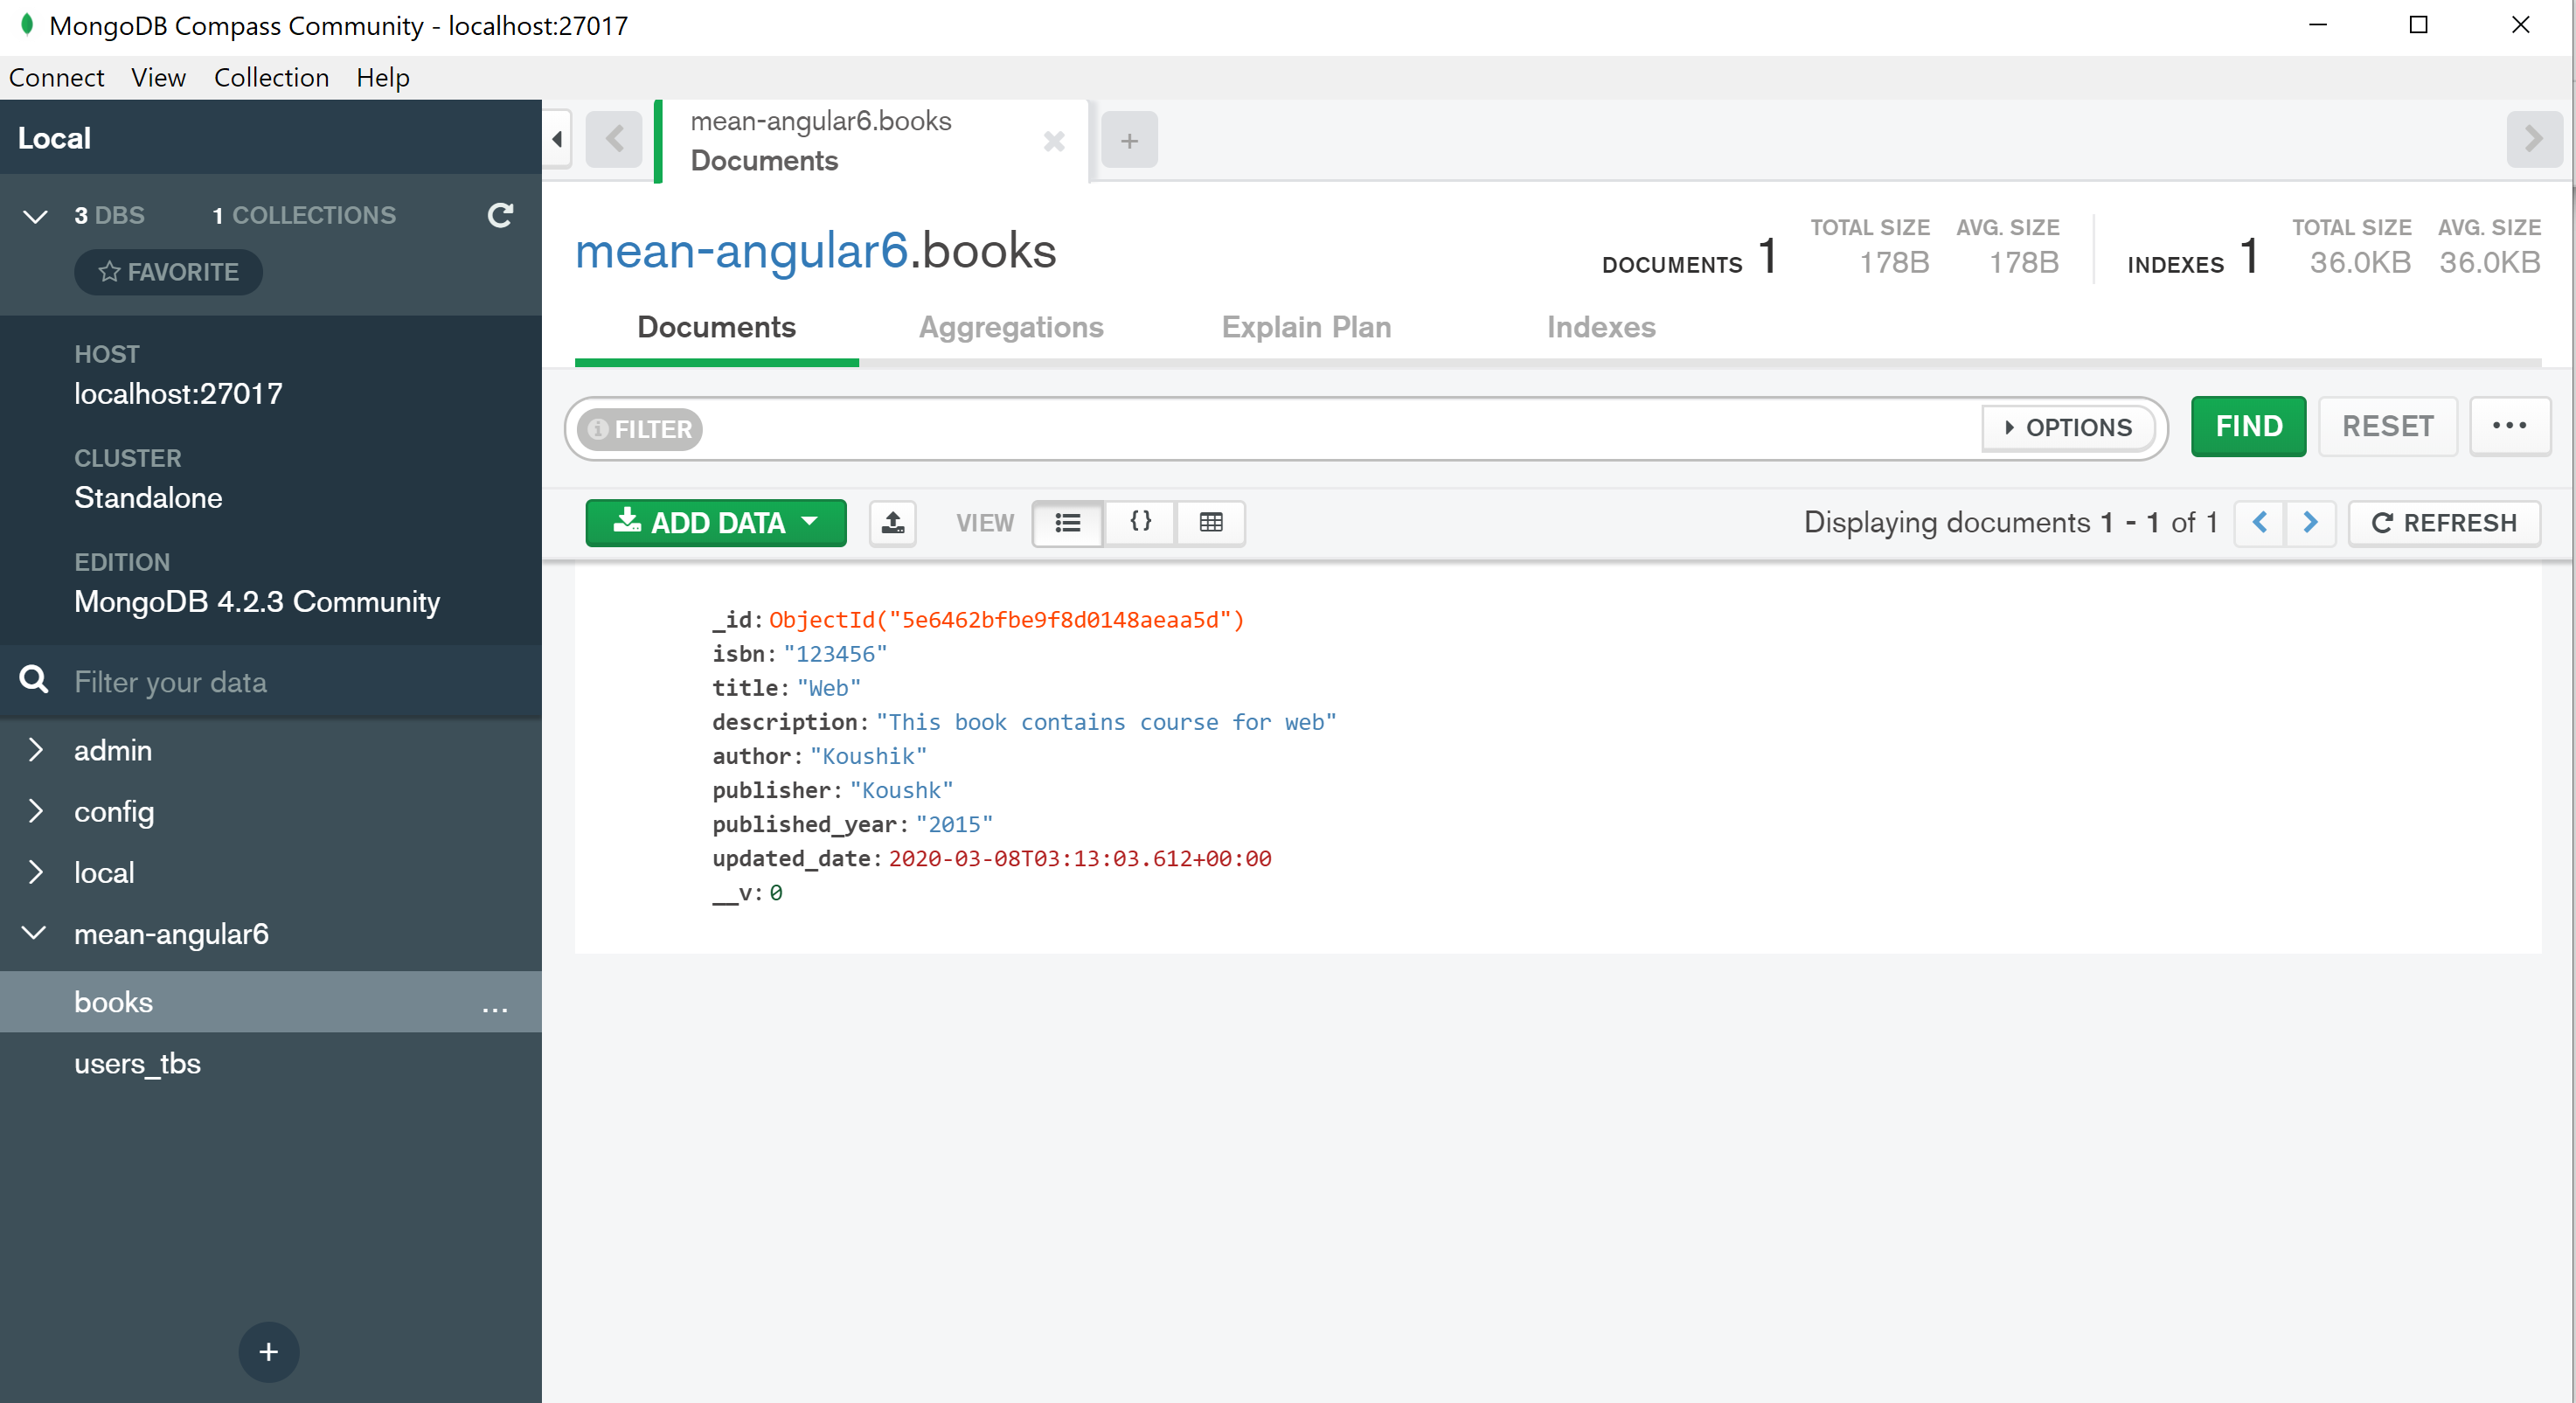 MongoDB Compass Community - localhost:27017
Connect View Collection Help
Local
3 DBS 1 COLLECTIONS
FAVORITE
HOST
localhost:27017
CLUSTER
Standalone
EDITION
MongoDB 4.2.3 Community
Filter your data
admin
config
local
mean-angular6
books ...
users_tbs
+
mean-angular6.books
Documents
+
mean-angular6.books
DOCUMENTS 1 TOTAL SIZE 178B AVG. SIZE 178B INDEXES 1 TOTAL SIZE 36.0KB AVG. SIZE 36.0KB
Documents Aggregations Explain Plan Indexes
FILTER OPTIONS FIND RESET ...
ADD DATA VIEW {} Displaying documents 1 - 1 of 1 REFRESH
_id: ObjectId("5e6462bfbe9f8d0148aeaa5d")
isbn: "123456"
title: "Web"
description: "This book contains course for web"
author: "Koushik"
publisher: "Koushk"
published_year: "2015"
updated_date: 2020-03-08T03:13:03.612+00:00
__v: 0